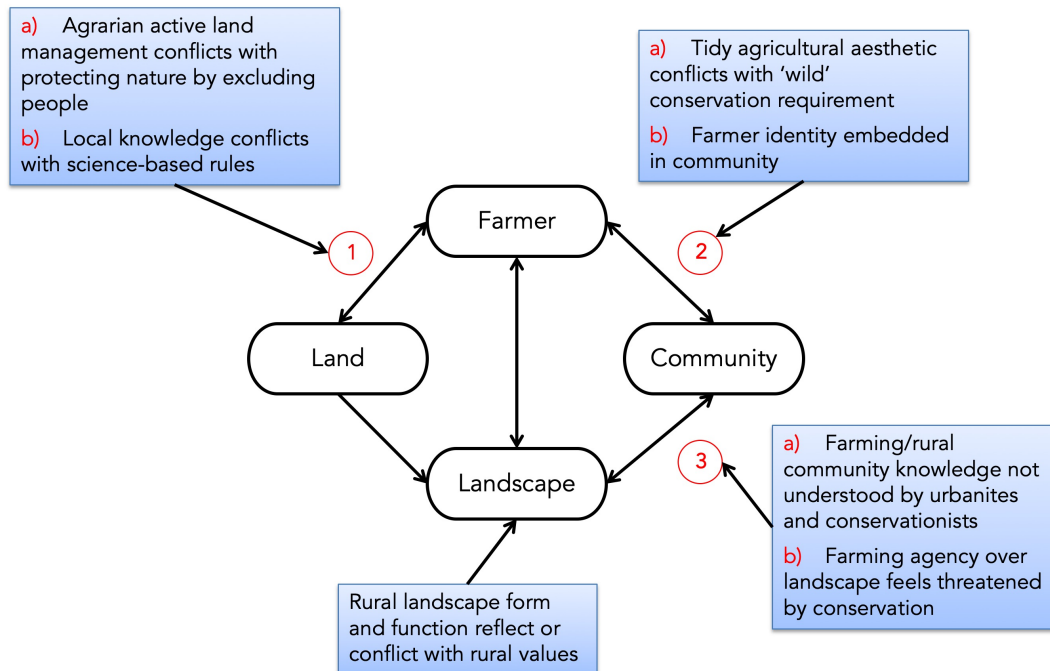 a) Agrarian active land
management conflicts with
protecting nature by excluding
people
b) Local knowledge conflicts
with science-based rules
a) Tidy agricultural aesthetic
conflicts with ‘wild’
conservation requirement
b) Farmer identity embedded
in community
Farmer
1
2
Land
Community
Landscape
3
a) Farming/rural
community knowledge not
understood by urbanites
and conservationists
b) Farming agency over
landscape feels threatened
by conservation
Rural landscape form
and function reflect or
conflict with rural values